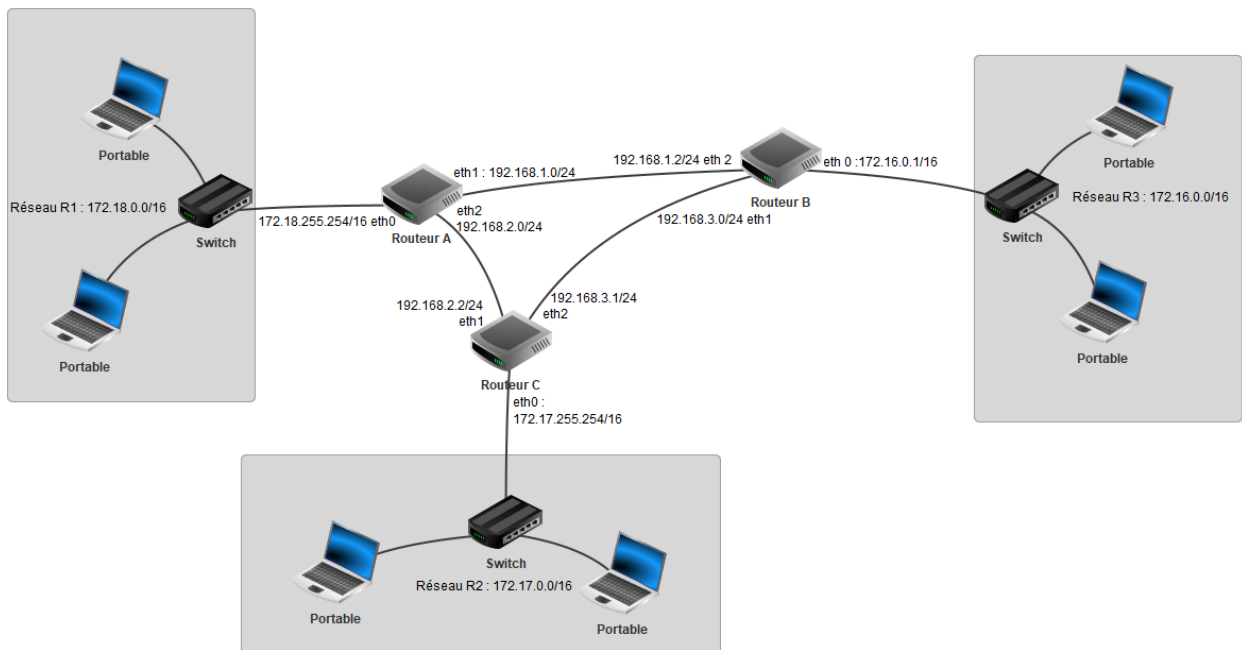 Portable
Réseau R1 : 172.18.0.0/16
Switch
Portable
172.18.255.254/16 eth0
eth1 : 192.168.1.0/24
eth2
192.168.2.0/24
Routeur A
192.168.1.2/24 eth 2
eth 0 :172.16.0.1/16
Routeur B
192.168.3.0/24 eth1
Portable
Réseau R3 : 172.16.0.0/16
Switch
Portable
192.168.2.2/24
eth1
192.168.3.1/24
eth2
Routeur C
eth0 :
172.17.255.254/16
Switch
Réseau R2 : 172.17.0.0/16
Portable
Portable